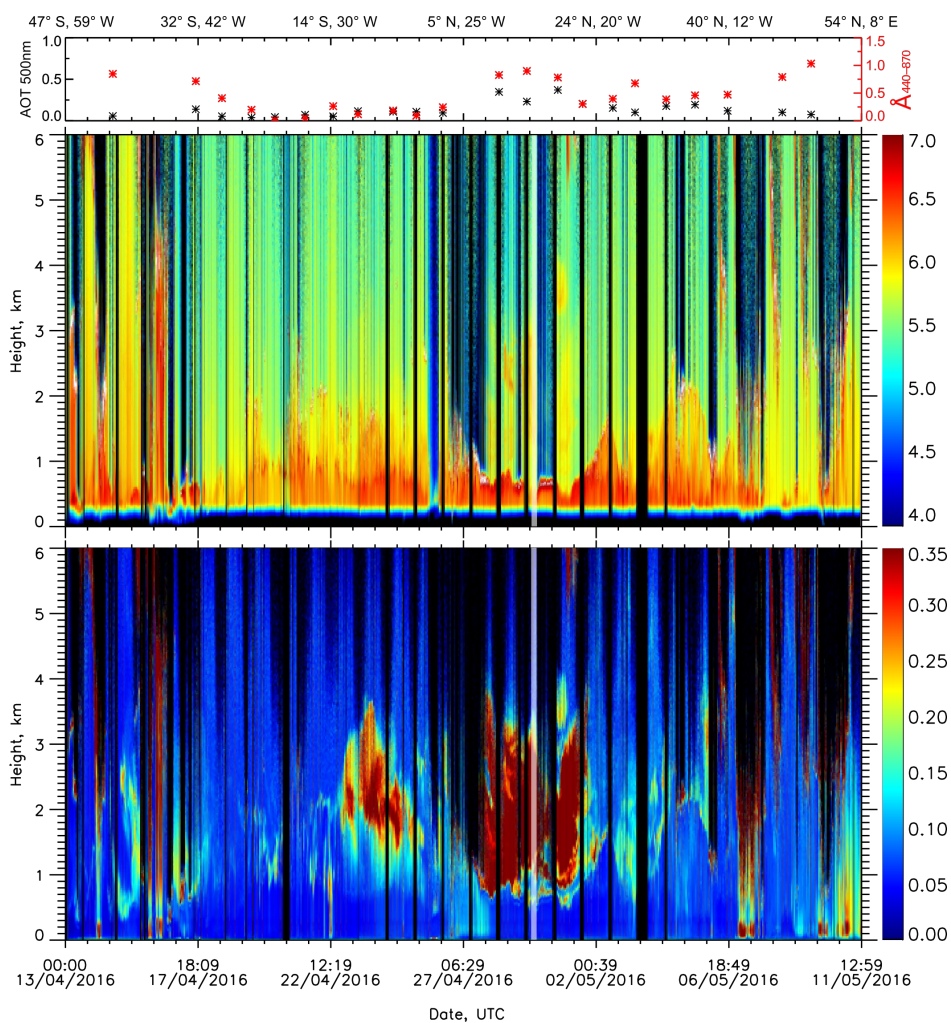 47° S, 59° W 32° S, 42° W 14° S, 30° W 5° N, 25° W 24° N, 20° W 40° N, 12° W 54° N, 8° E
1.0 1.5
AOT 500nm 0.5 1.0 Å440–870
0.5
0.0 0.0
6 7.0
5 6.5
4 6.0
Height, km 3 5.5
2 5.0
1 4.5
0 4.0
6 0.35
5 0.30
4 0.25
Height, km 3 0.20
0.15
2 0.10
1 0.05
0 0.00
00:00 18:09 12:19 06:29 00:39 18:49 12:59
13/04/2016 17/04/2016 22/04/2016 27/04/2016 02/05/2016 06/05/2016 11/05/2016
Date, UTC